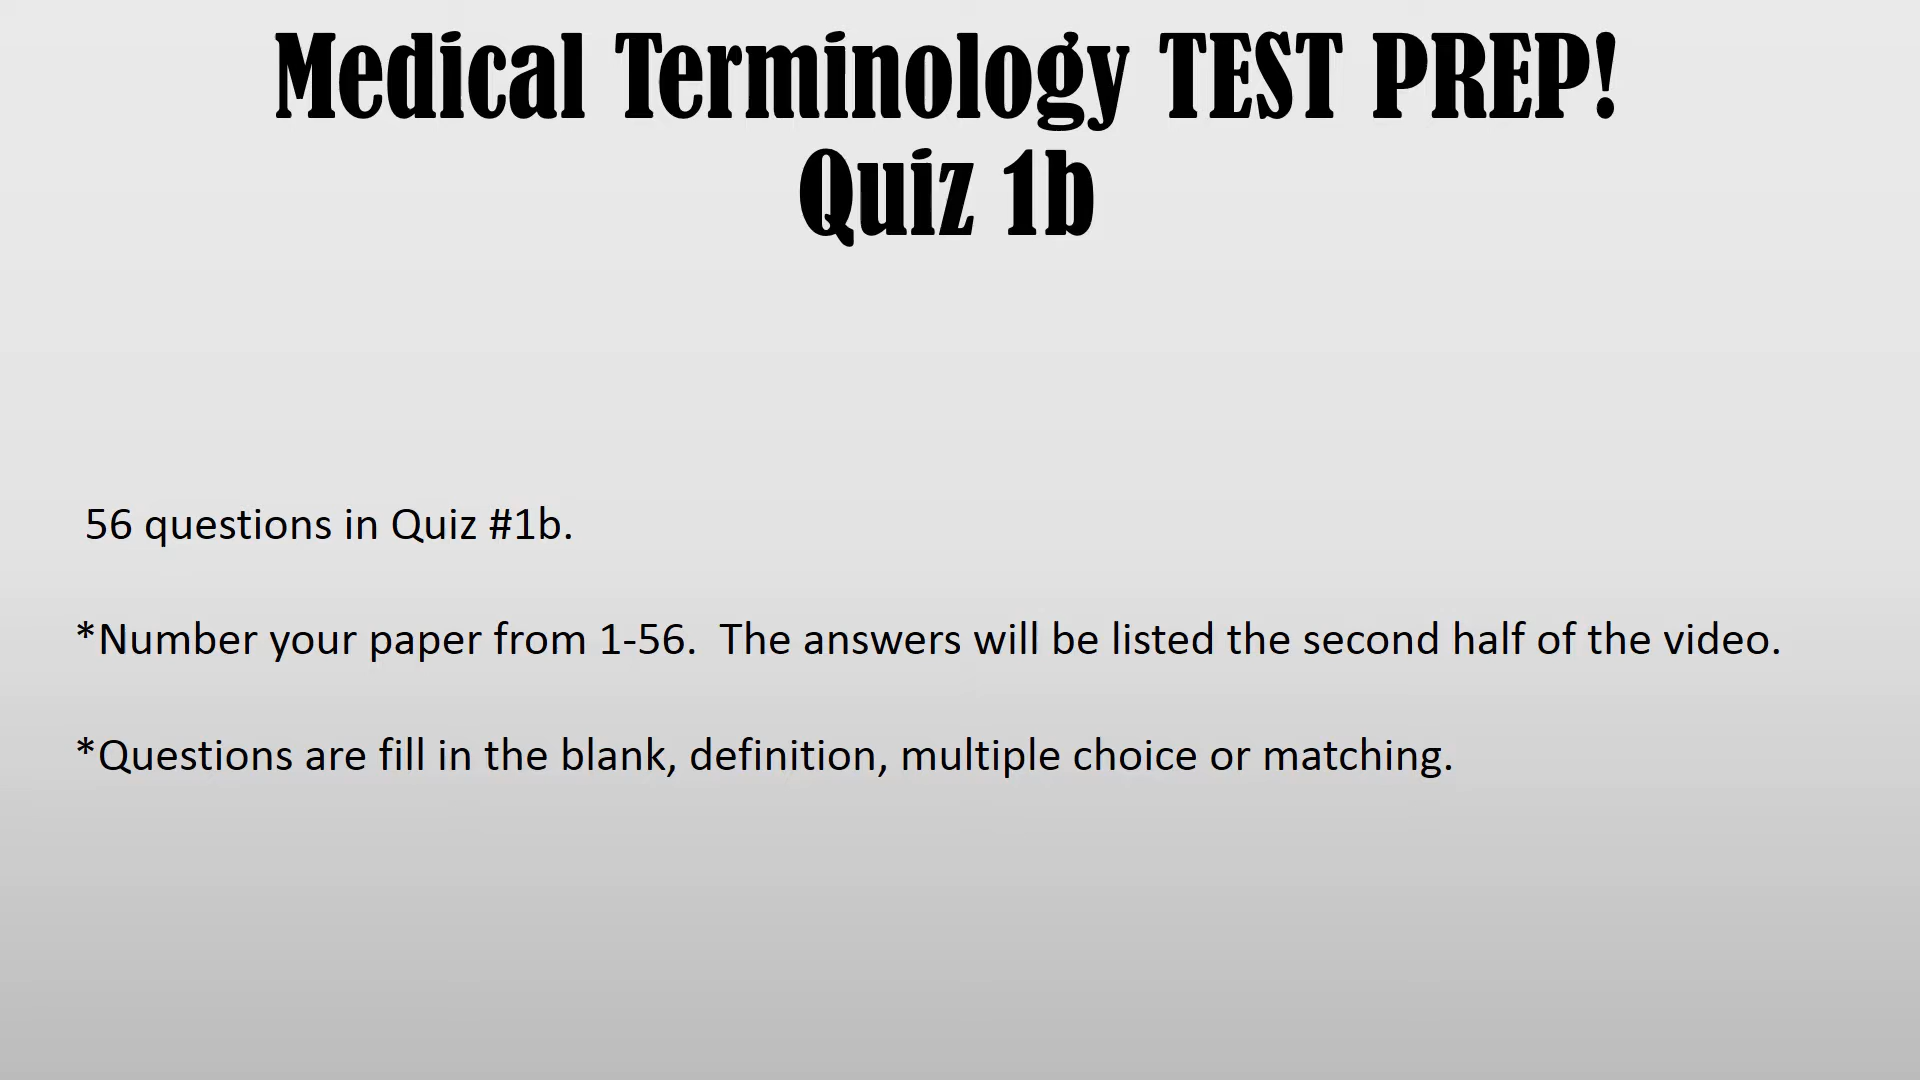 Medical Terminology TEST PREP!
Quiz 1b
56 questions in Quiz #1b.
*Number your paper from 1-56.  The answers will be listed the second half of the video.
*Questions are fill in the blank, definition, multiple choice or matching.